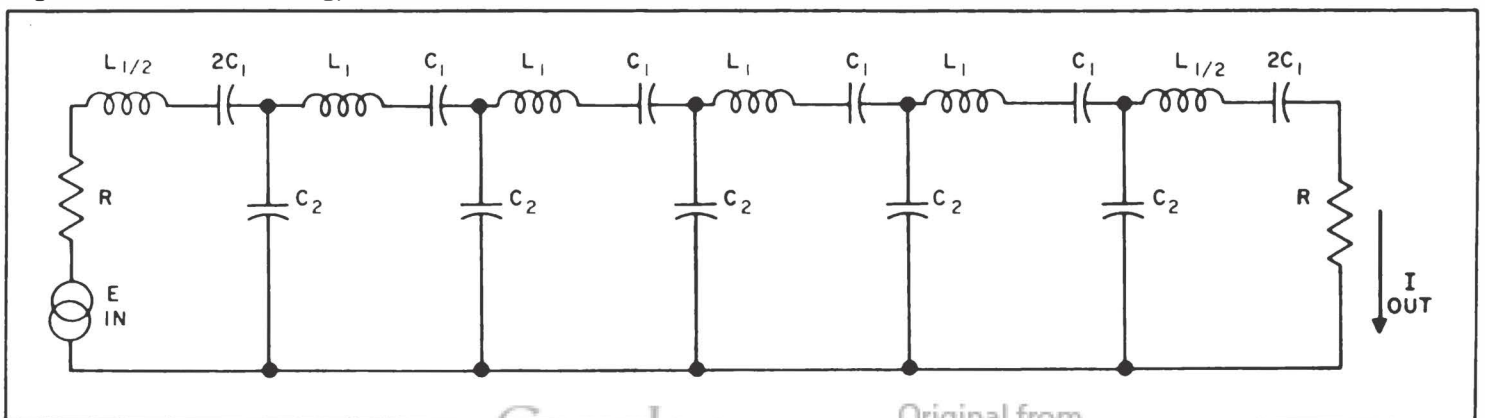 L1/2 2C1 L1 C1 L1 C1 L1 C1 L1 C1 L1/2 2C1
R C2 C2 C2 C2 C2 R
E
IN
I
OUT
Original from